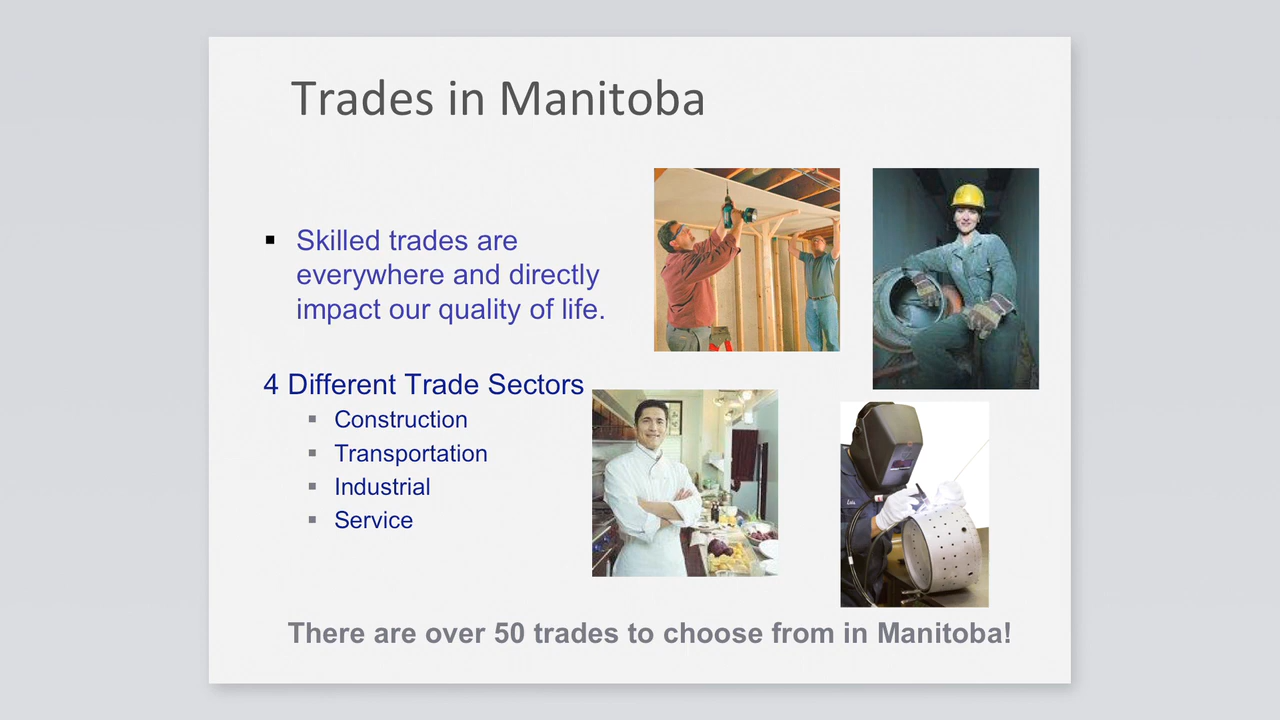 Trades in Manitoba
▪ Skilled trades are
everywhere and directly
impact our quality of life.
4 Different Trade Sectors
▪ Construction
▪ Transportation
▪ Industrial
▪ Service
There are over 50 trades to choose from in Manitoba!